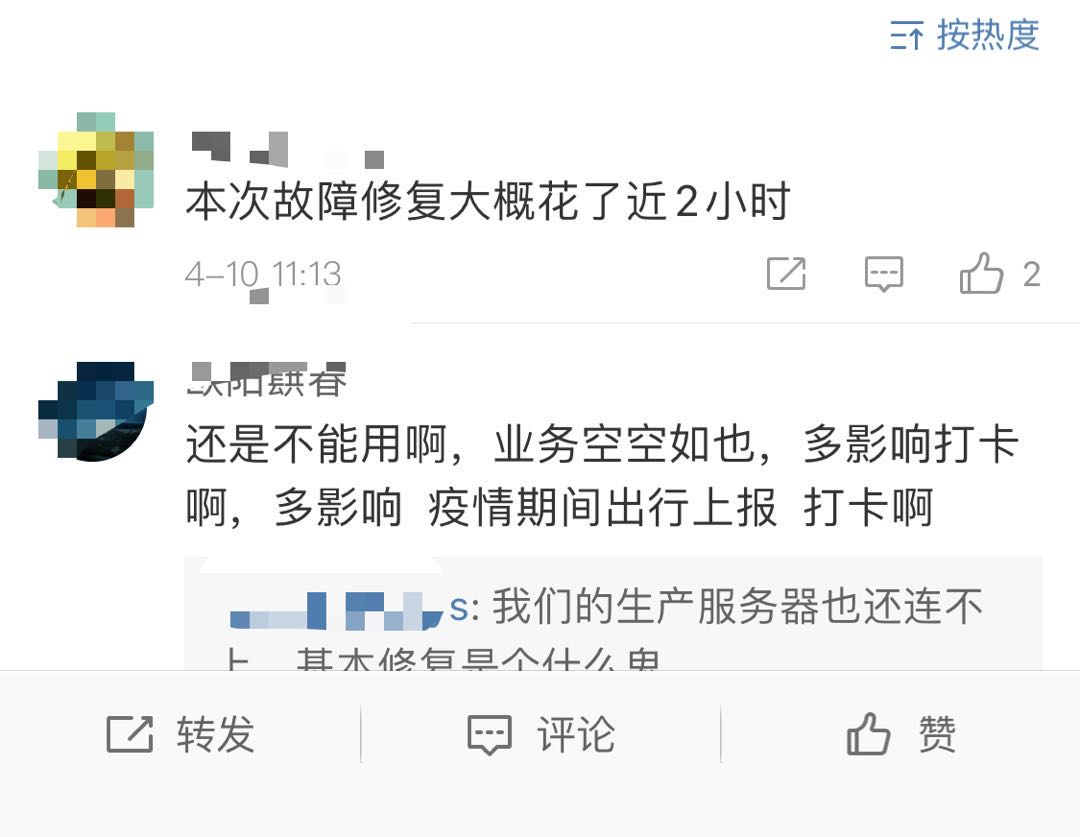 按热度
本次故障修复大概花了近2小时
4-10 11:13
2
还是不能用啊，业务空空如也，多影响打卡
啊，多影响 疫情期间出行上报 打卡啊
s: 我们的生产服务器也还连不
上，基本修复是个什么鬼
转发
评论
赞